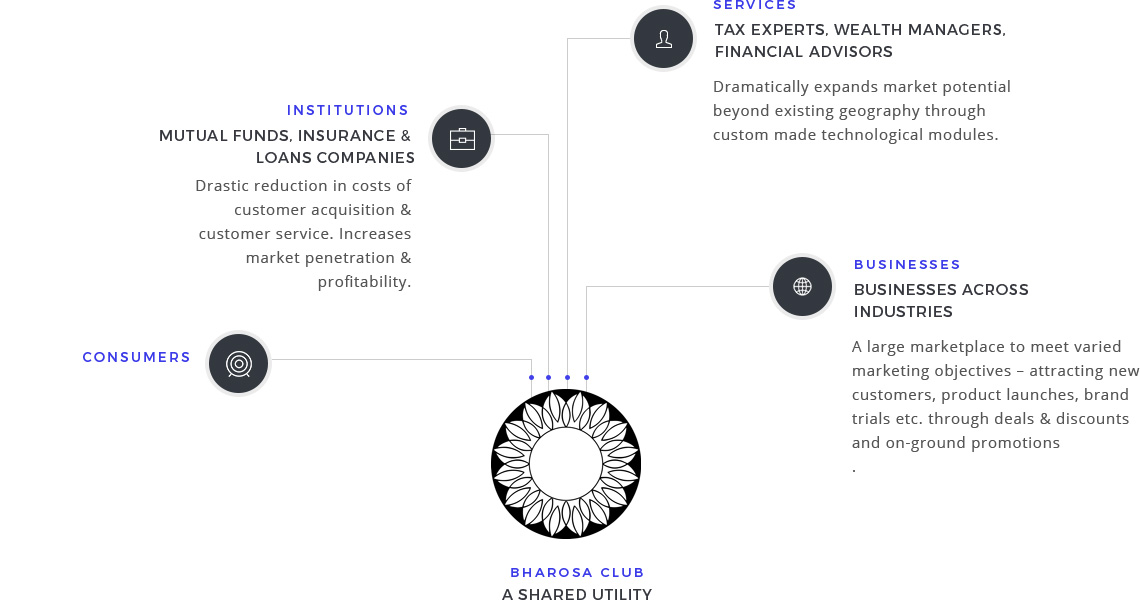 SERVICES
TAX EXPERTS, WEALTH MANAGERS,
FINANCIAL ADVISORS
Dramatically expands market potential
beyond existing geography through
custom made technological modules.
INSTITUTIONS
MUTUAL FUNDS, INSURANCE &
LOANS COMPANIES
Drastic reduction in costs of
customer acquisition &
customer service. Increases
market penetration &
profitability.
BUSINESSES
BUSINESSES ACROSS
INDUSTRIES
A large marketplace to meet varied
marketing objectives – attracting new
customers, product launches, brand
trials etc. through deals & discounts
and on-ground promotions
.
CONSUMERS
BHAROSA CLUB
A SHARED UTILITY